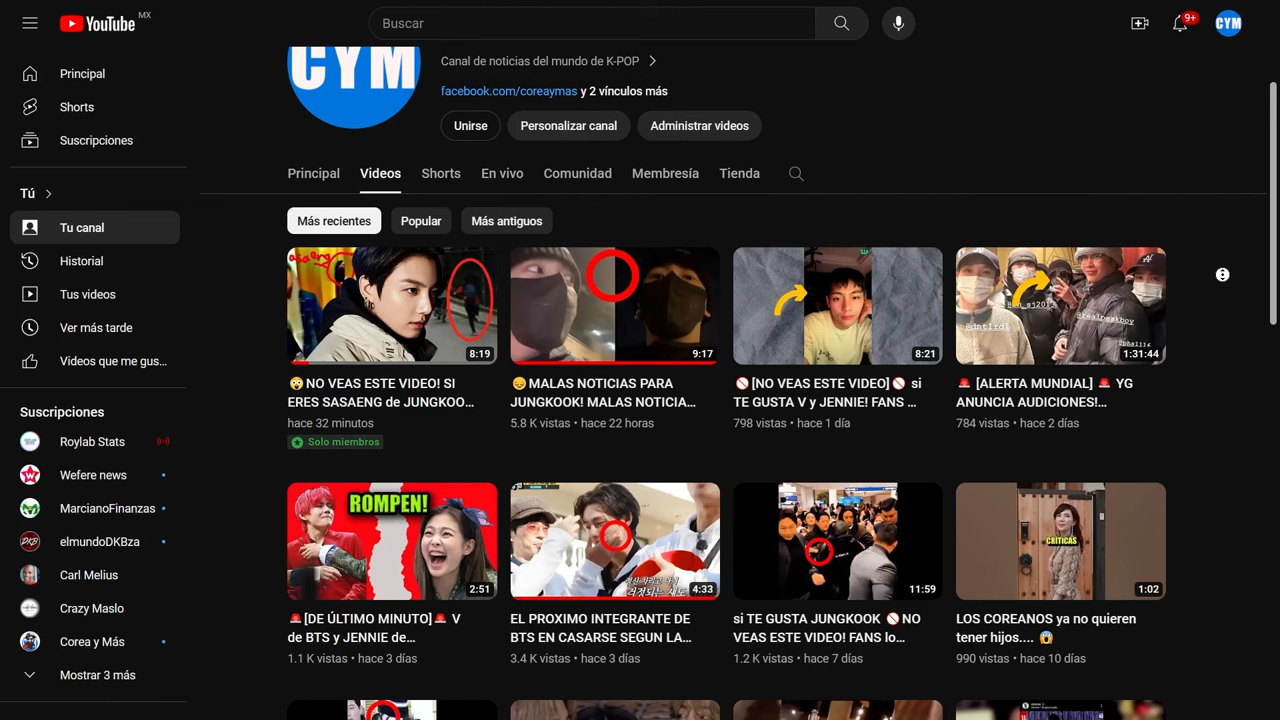 YouTube MX
Buscar
9+
CYM
Principal
Shorts
Suscripciones
Tú
Tu canal
Historial
Tus videos
Ver más tarde
Videos que me gus...
Suscripciones
Roylab Stats
Wefere news
MarcianoFinanzas
elmundoDKBza
Carl Melius
Crazy Maslo
Corea y Más
Mostrar 3 más
CYM
Canal de noticias del mundo de K-POP
facebook.com/coreaymas y 2 vínculos más
Unirse Personalizar canal Administrar videos
Principal Videos Shorts En vivo Comunidad Membresía Tienda
Más recientes Popular Más antiguos
8:19
😳NO VEAS ESTE VIDEO! SI
ERES SASAENG de JUNGKOO...
hace 32 minutos
Solo miembros
9:17
😞MALAS NOTICIAS PARA
JUNGKOOK! MALAS NOTICIA...
5.8 K vistas • hace 22 horas
8:21
🚫[NO VEAS ESTE VIDEO]🚫 si
TE GUSTA V y JENNIE! FANS ...
798 vistas • hace 1 día
@realpeakboy
1:31:44
🚨 [ALERTA MUNDIAL] 🚨 YG
ANUNCIA AUDICIONES!...
784 vistas • hace 2 días
ROMPEN!
2:51
🚨[DE ÚLTIMO MINUTO]🚨 V
de BTS y JENNIE de...
1.1 K vistas • hace 3 días
4:33
EL PROXIMO INTEGRANTE DE
BTS EN CASARSE SEGUN LA...
3.4 K vistas • hace 3 días
11:59
si TE GUSTA JUNGKOOK 🚫NO
VEAS ESTE VIDEO! FANS lo...
1.2 K vistas • hace 7 días
CRÍTICAS
1:02
LOS COREANOS ya no quieren
tener hijos.... 😱
990 vistas • hace 10 días